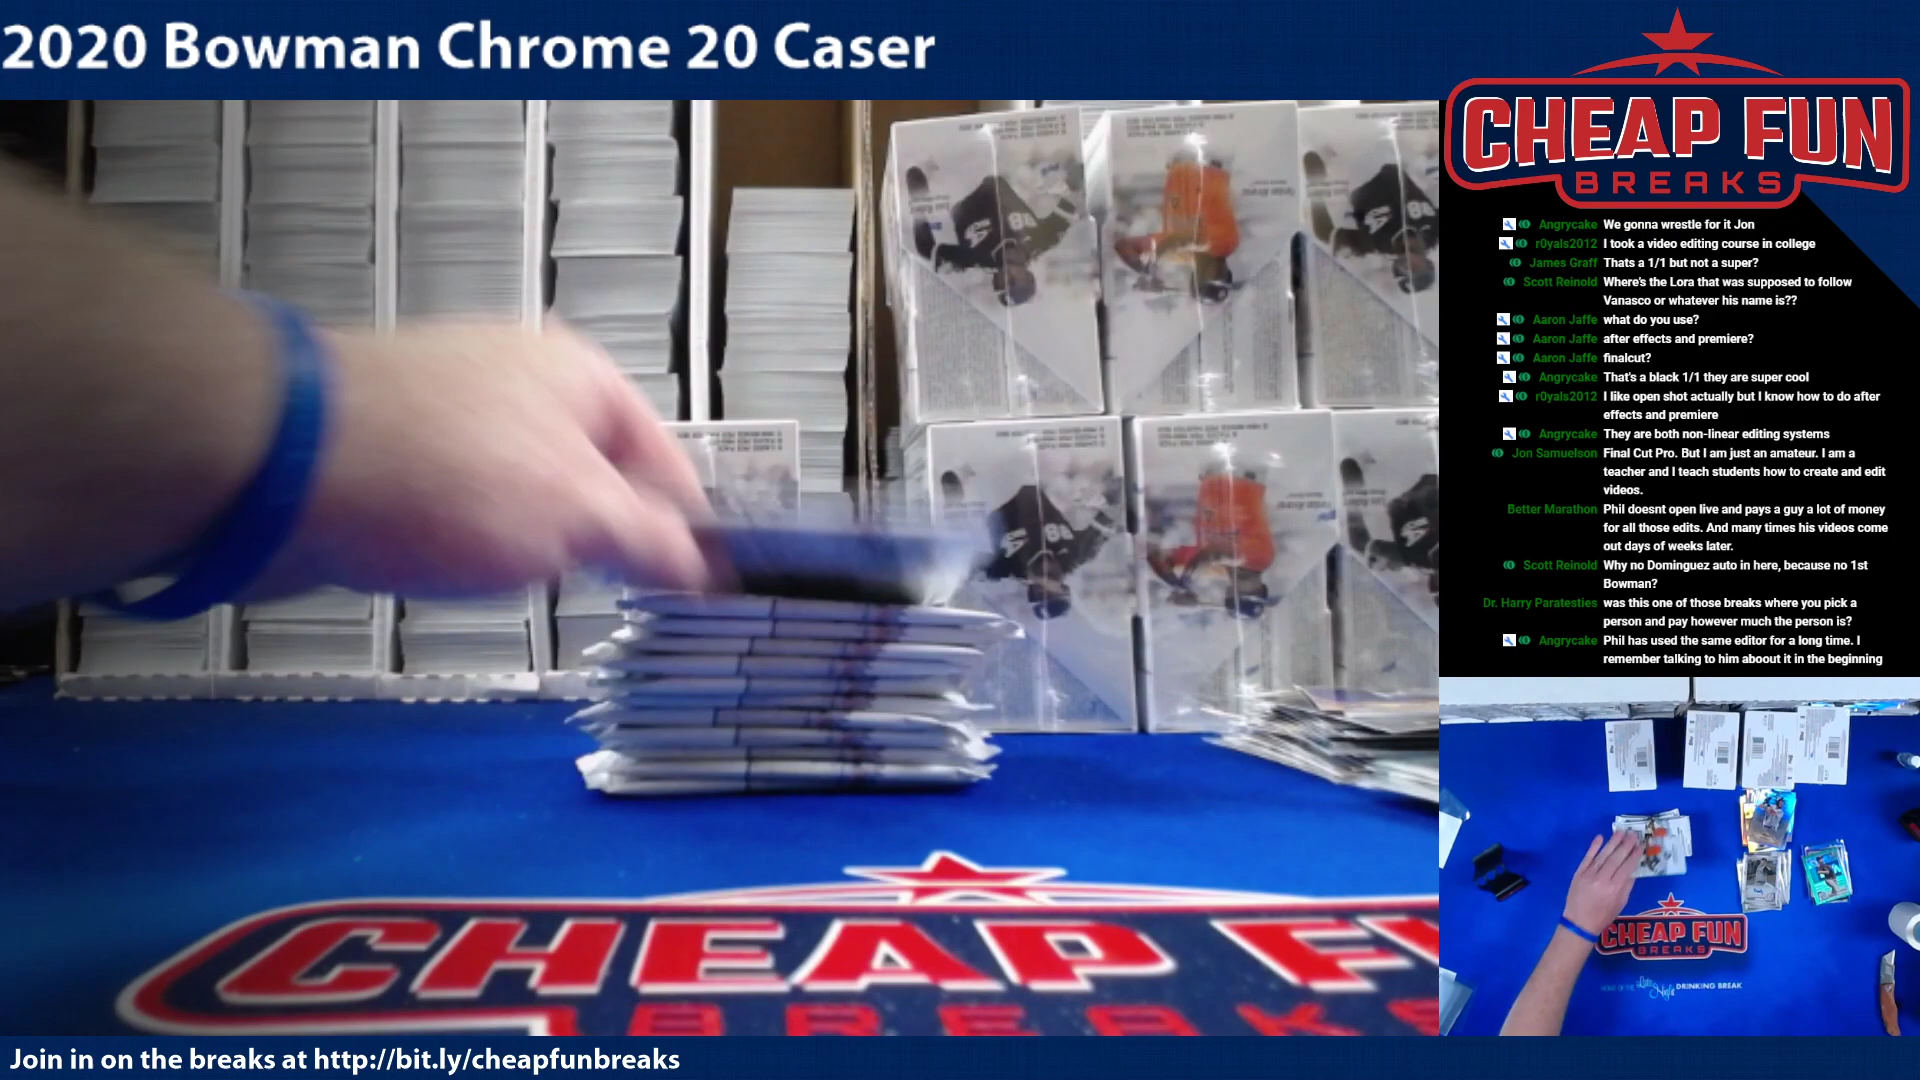 2020 Bowman Chrome 20 Caser
CHEAP FUN
BREAKS
Angrycake We gonna wrestle for it Jon
r0yals2012 I took a video editing course in college
James Graff Thats a 1/1 but not a super?
Scott Reinold Where's the Lora that was supposed to follow
Vanasco or whatever his name is??
Aaron Jaffe what do you use?
Aaron Jaffe after effects and premiere?
Aaron Jaffe finalcut?
Angrycake That's a black 1/1 they are super cool
r0yals2012 I like open shot actually but I know how to do after
effects and premiere
Angrycake They are both non-linear editing systems
Jon Samuelson Final Cut Pro. But I am just an amateur. I am a
teacher and I teach students how to create and edit
videos.
Better Marathon Phil doesnt open live and pays a guy a lot of money
for all those edits. And many times his videos come
out days of weeks later.
Scott Reinold Why no Dominguez auto in here, because no 1st
Bowman?
Dr. Harry Paratesties was this one of those breaks where you pick a
person and pay however much the person is?
Angrycake Phil has used the same editor for a long time. I
remember talking to him aboout it in the beginning
CHEAP FU
BREAKS
CHEAP FUN
BREAKS
HOME OF THE Late Night DRINKING BREAK
Join in on the breaks at http://bit.ly/cheapfunbreaks